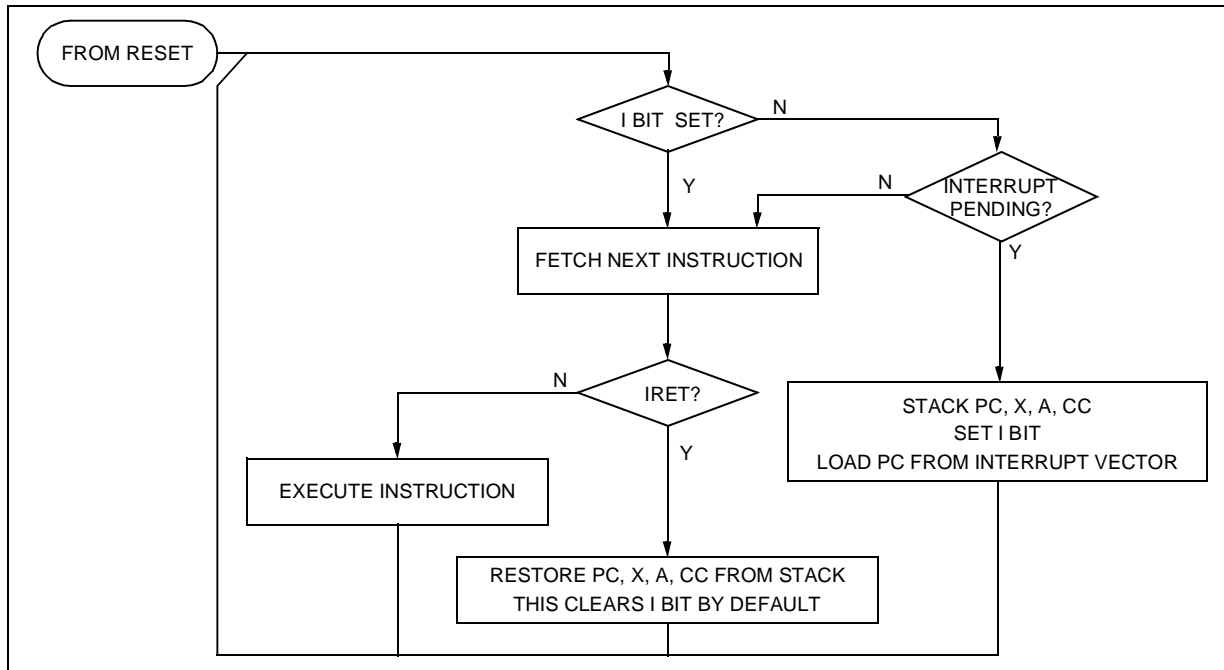 FROM RESET
I BIT SET?
N
Y
N
INTERRUPT
PENDING?
Y
FETCH NEXT INSTRUCTION
N
IRET?
Y
STACK PC, X, A, CC
SET I BIT
LOAD PC FROM INTERRUPT VECTOR
EXECUTE INSTRUCTION
RESTORE PC, X, A, CC FROM STACK
THIS CLEARS I BIT BY DEFAULT